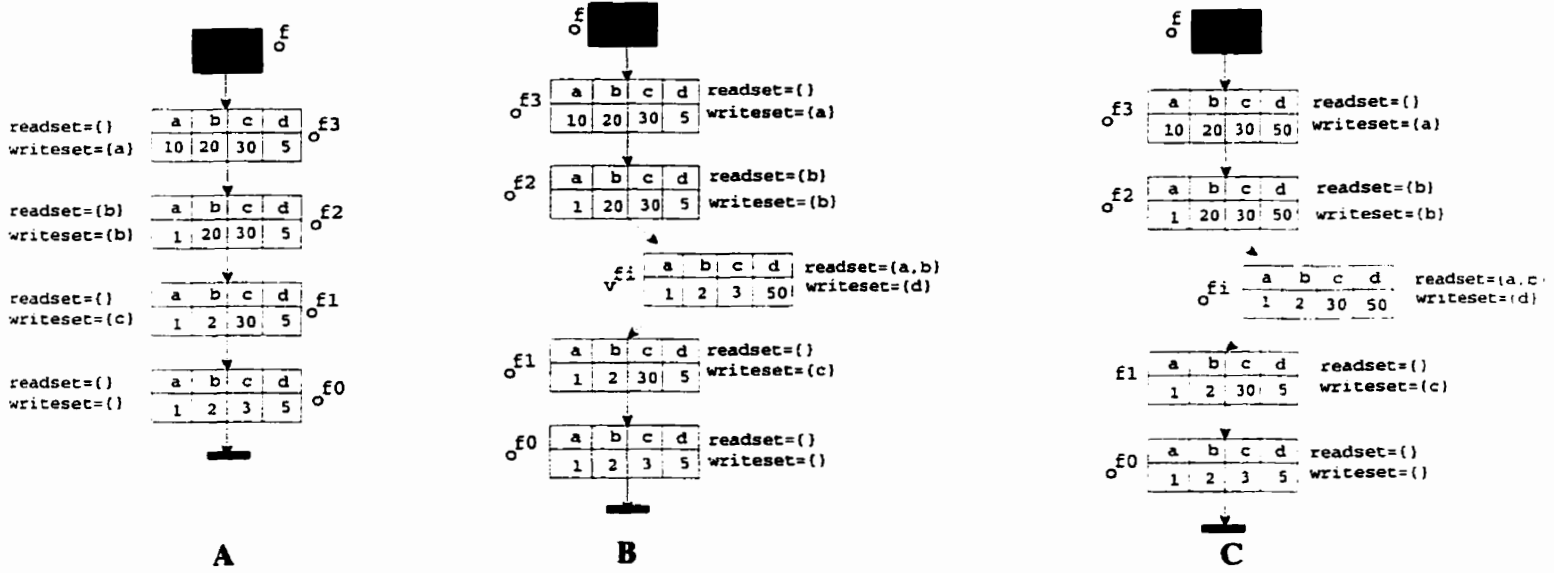 f
o
readset={}
writeset={a}
a b c d
10 20 30 5
o f3
readset={b}
writeset={b}
a b c d
1 20 30 5
o f2
readset={}
writeset={c}
a b c d
1 2 30 5
o f1
readset={}
writeset={}
a b c d
1 2 3 5
o f0
A
f
o
o f3
a b c d
10 20 30 5
readset={}
writeset={a}
o f2
a b c d
1 20 30 5
readset={b}
writeset={b}
v fi
a b c d
1 2 3 50
readset={a,b}
writeset={d}
o f1
a b c d
1 2 30 5
readset={}
writeset={c}
o f0
a b c d
1 2 3 5
readset={}
writeset={}
B
f
o
o f3
a b c d
10 20 30 50
readset={}
writeset={a}
o f2
a b c d
1 20 30 50
readset={b}
writeset={b}
o fi
a b c d
1 2 30 50
writeset={d}
f1
a b c d
1 2 30 5
readset={}
writeset={c}
o f0
a b c d
1 2 3 5
readset={}
writeset={}
C